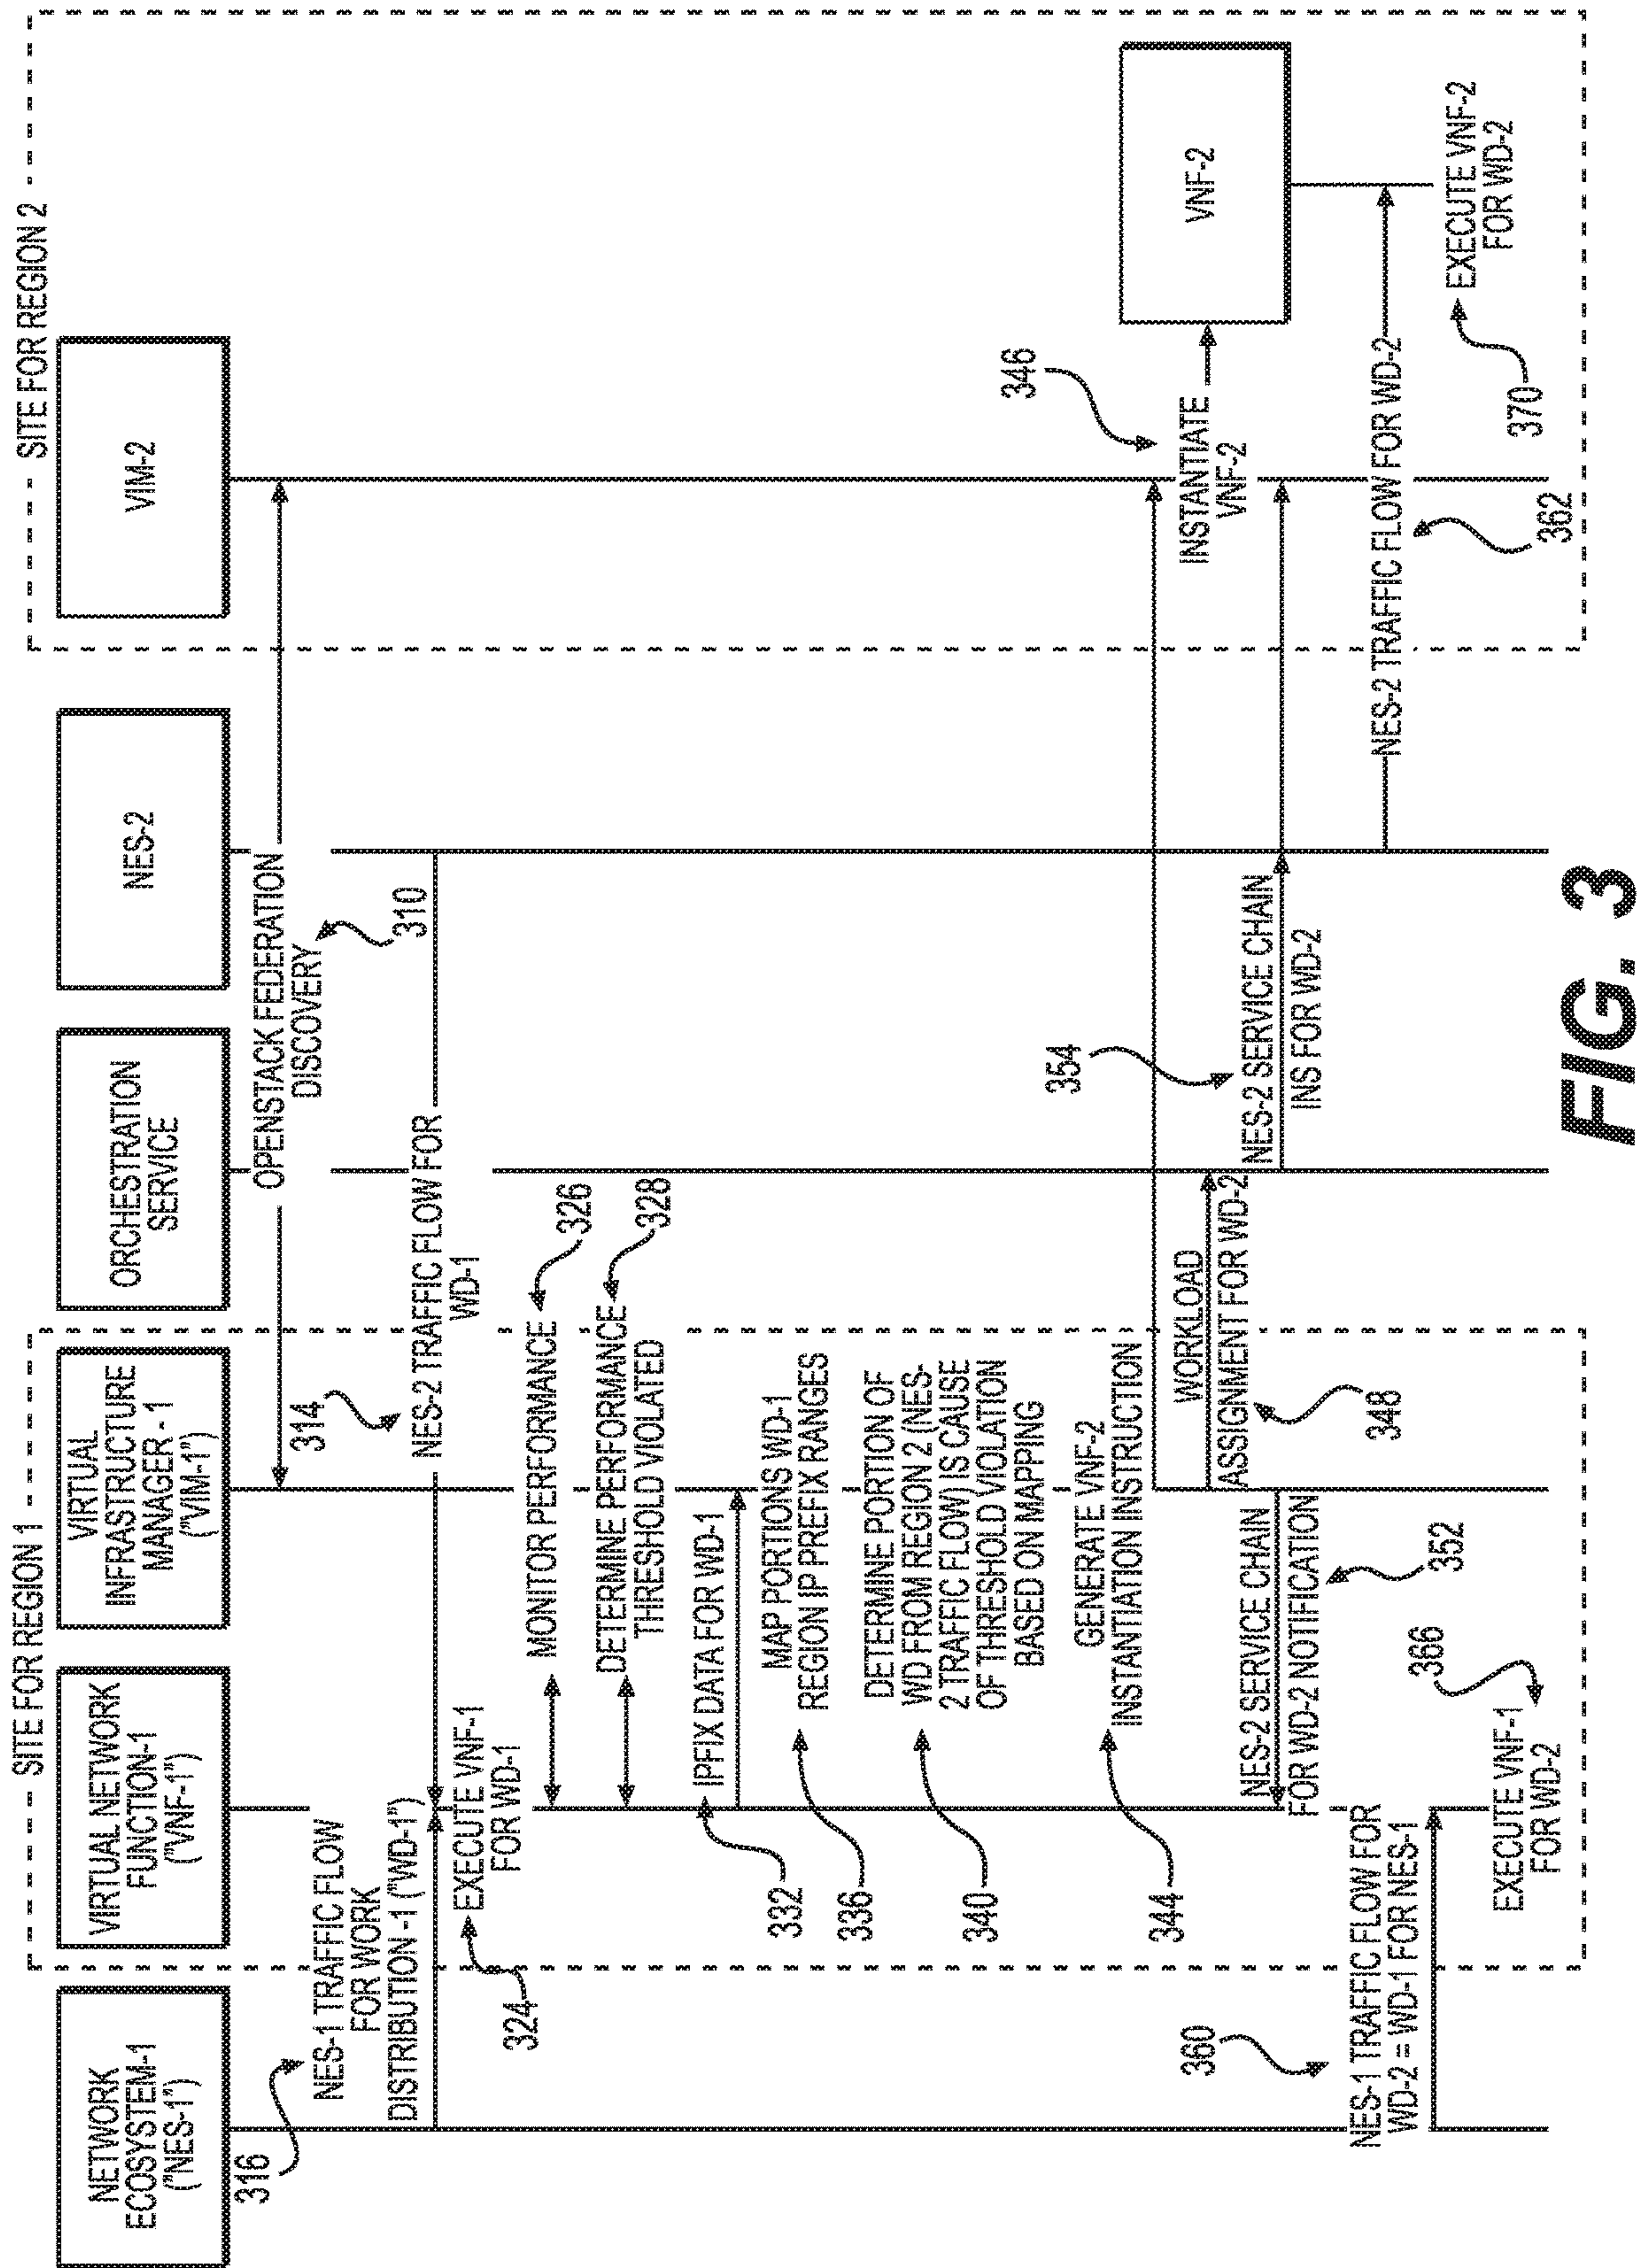 SITE FOR REGION 1
SITE FOR REGION 2
NETWORK
ECOSYSTEM-1
("NES-1")
VIRTUAL NETWORK
FUNCTION-1
("VNF-1")
VIRTUAL
INFRASTRUCTURE
MANAGER - 1
("VIM-1")
ORCHESTRATION
SERVICE
NES-2
VIM-2
OPENSTACK FEDERATION
DISCOVERY
310
316
NES-1 TRAFFIC FLOW
FOR WORK
DISTRIBUTION -1 ("WD-1")
314
NES-2 TRAFFIC FLOW FOR
WD-1
324
EXECUTE VNF-1
FOR WD-1
MONITOR PERFORMANCE
326
DETERMINE PERFORMANCE
THRESHOLD VIOLATED
328
332
IPFIX DATA FOR WD-1
336
MAP PORTIONS WD-1
REGION IP PREFIX RANGES
340
DETERMINE PORTION OF
WD FROM REGION 2 (NES-
2 TRAFFIC FLOW) IS CAUSE
OF THRESHOLD VIOLATION
BASED ON MAPPING
344
GENERATE VNF-2
INSTANTIATION INSTRUCTION
346
INSTANTIATE
VNF-2
VNF-2
WORKLOAD
ASSIGNMENT FOR WD-2
348
NES-2 SERVICE CHAIN
FOR WD-2 NOTIFICATION
352
354
NES-2 SERVICE CHAIN
INS FOR WD-2
360
NES-1 TRAFFIC FLOW FOR
WD-2 = WD-1 FOR NES-1
NES-2 TRAFFIC FLOW FOR WD-2
362
366
EXECUTE VNF-1
FOR WD-2
370
EXECUTE VNF-2
FOR WD-2
FIG. 3